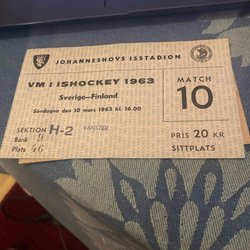 JOHANNESHOVS ISSTADION
VM i ISHOCKEY 1963
Sverige–Finland
Söndagen den 10 mars 1963 kl. 16.00
SEKTION H-2 VÄNSTER
Bänk 9
Plats 46
MATCH
10
PRIS 20 KR
SITTPLATS